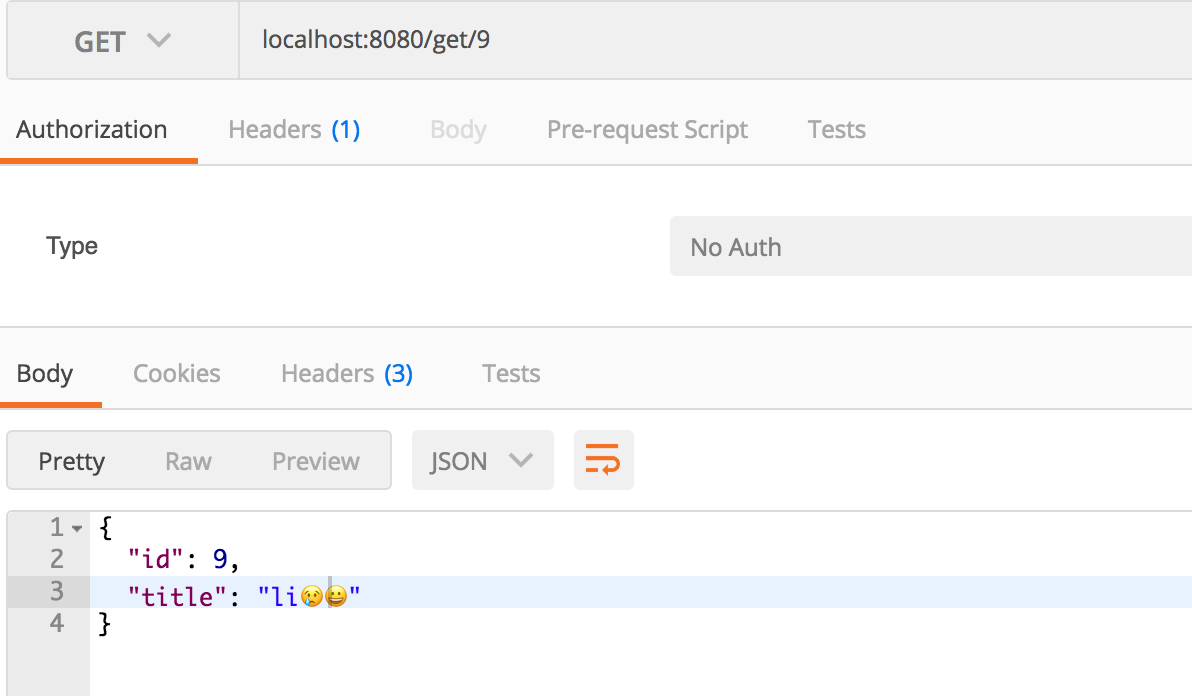 GET localhost:8080/get/9
Authorization Headers (1) Body Pre-request Script Tests
Type No Auth
Body Cookies Headers (3) Tests
Pretty Raw Preview JSON
1 {
2 "id": 9,
3 "title": "li😢😀"
4 }